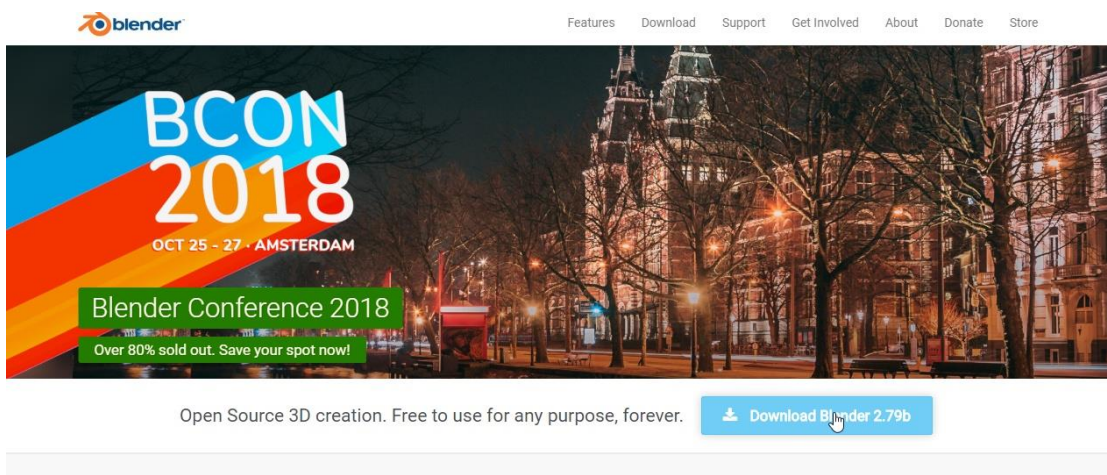 blender
Features Download Support Get Involved About Donate Store
BCON
2018
OCT 25 - 27 · AMSTERDAM
Blender Conference 2018
Over 80% sold out. Save your spot now!
Open Source 3D creation. Free to use for any purpose, forever. Download Blender 2.79b